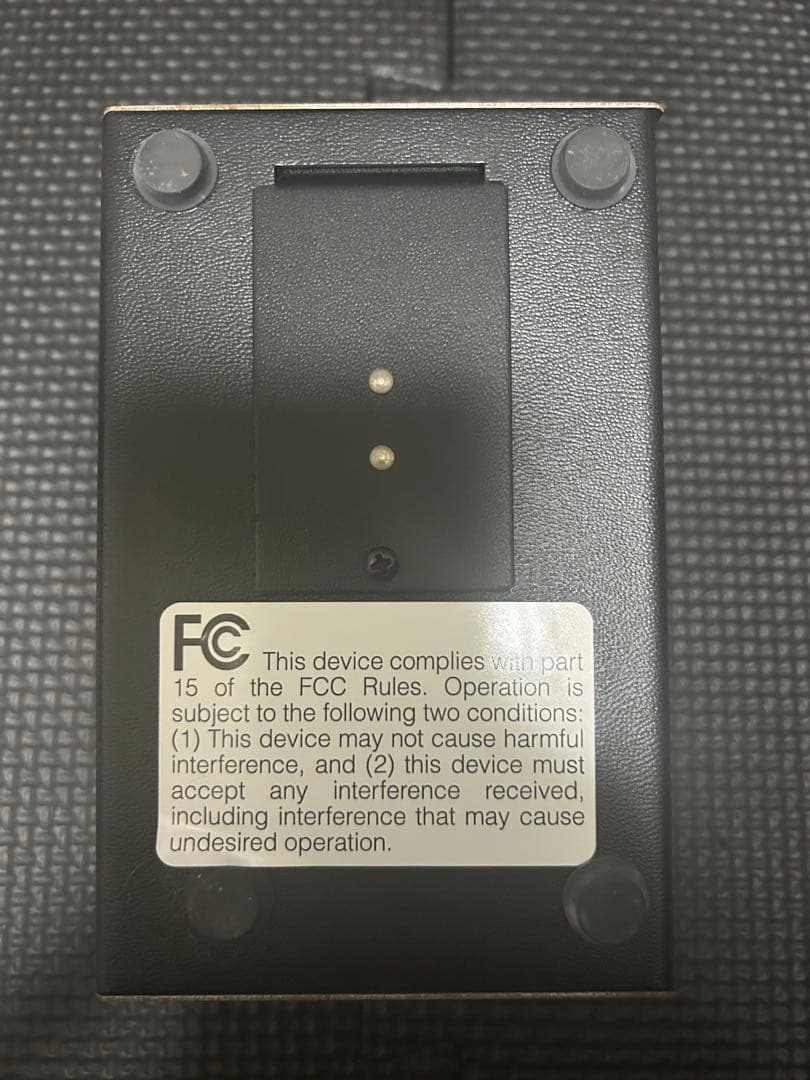 FC This device complies with part
15 of the FCC Rules. Operation is
subject to the following two conditions:
(1) This device may not cause harmful
interference, and (2) this device must
accept any interference received,
including interference that may cause
undesired operation.